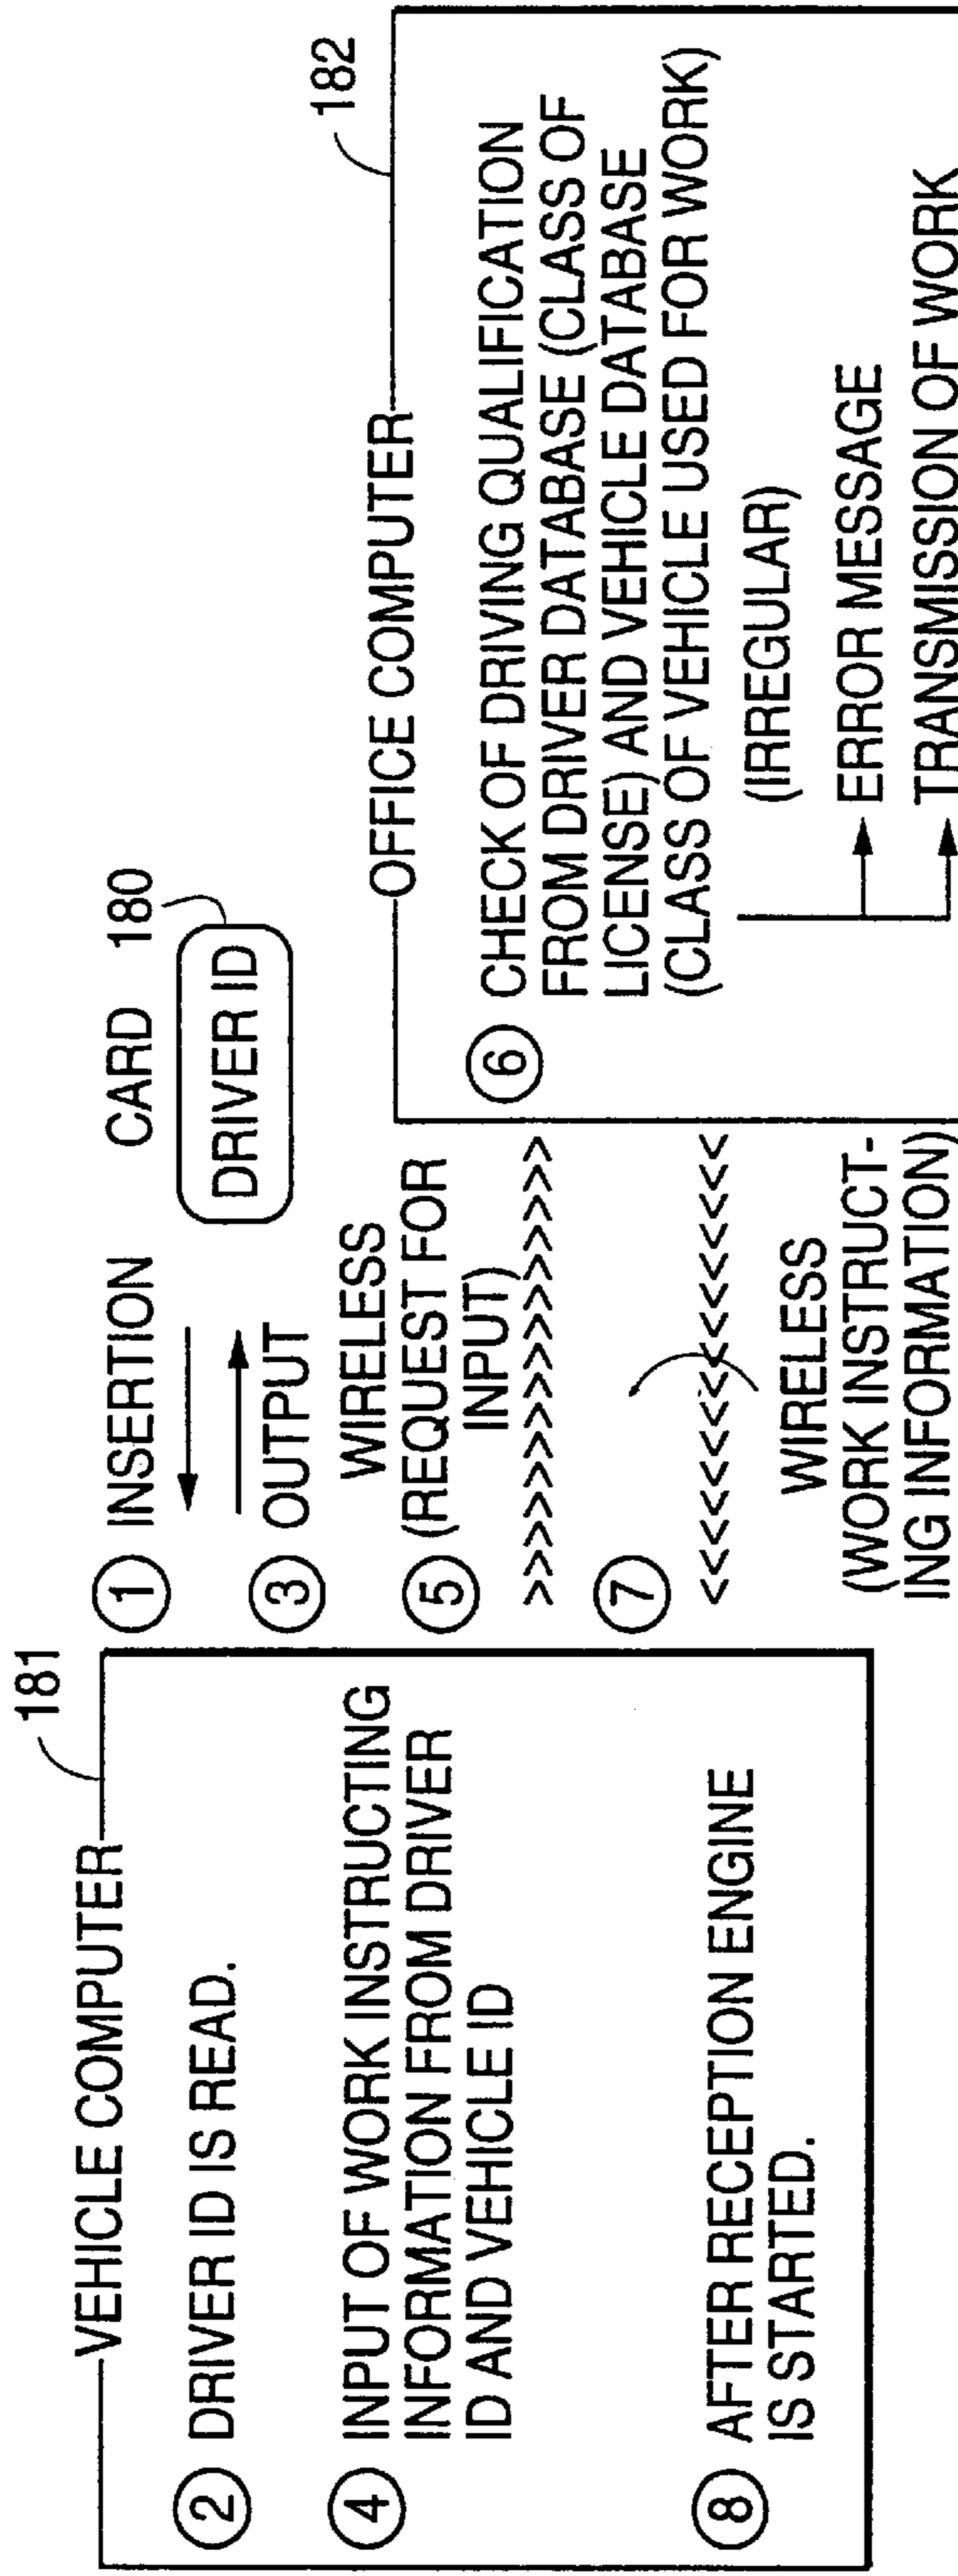 VEHICLE COMPUTER
181
② DRIVER ID IS READ.
④ INPUT OF WORK INSTRUCTING
INFORMATION FROM DRIVER
ID AND VEHICLE ID
⑧ AFTER RECEPTION ENGINE
IS STARTED.
① INSERTION
CARD
180
DRIVER ID
③ OUTPUT
WIRELESS
⑤ (REQUEST FOR
INPUT)
>>>>>>>>>>>>>>
⑦
<<<<<<<<<<<<<<
WIRELESS
(WORK INSTRUCT-
ING INFORMATION)
OFFICE COMPUTER
182
⑥ CHECK OF DRIVING QUALIFICATION
FROM DRIVER DATABASE (CLASS OF
LICENSE) AND VEHICLE DATABASE
(CLASS OF VEHICLE USED FOR WORK)
(IRREGULAR)
ERROR MESSAGE
TRANSMISSION OF WORK